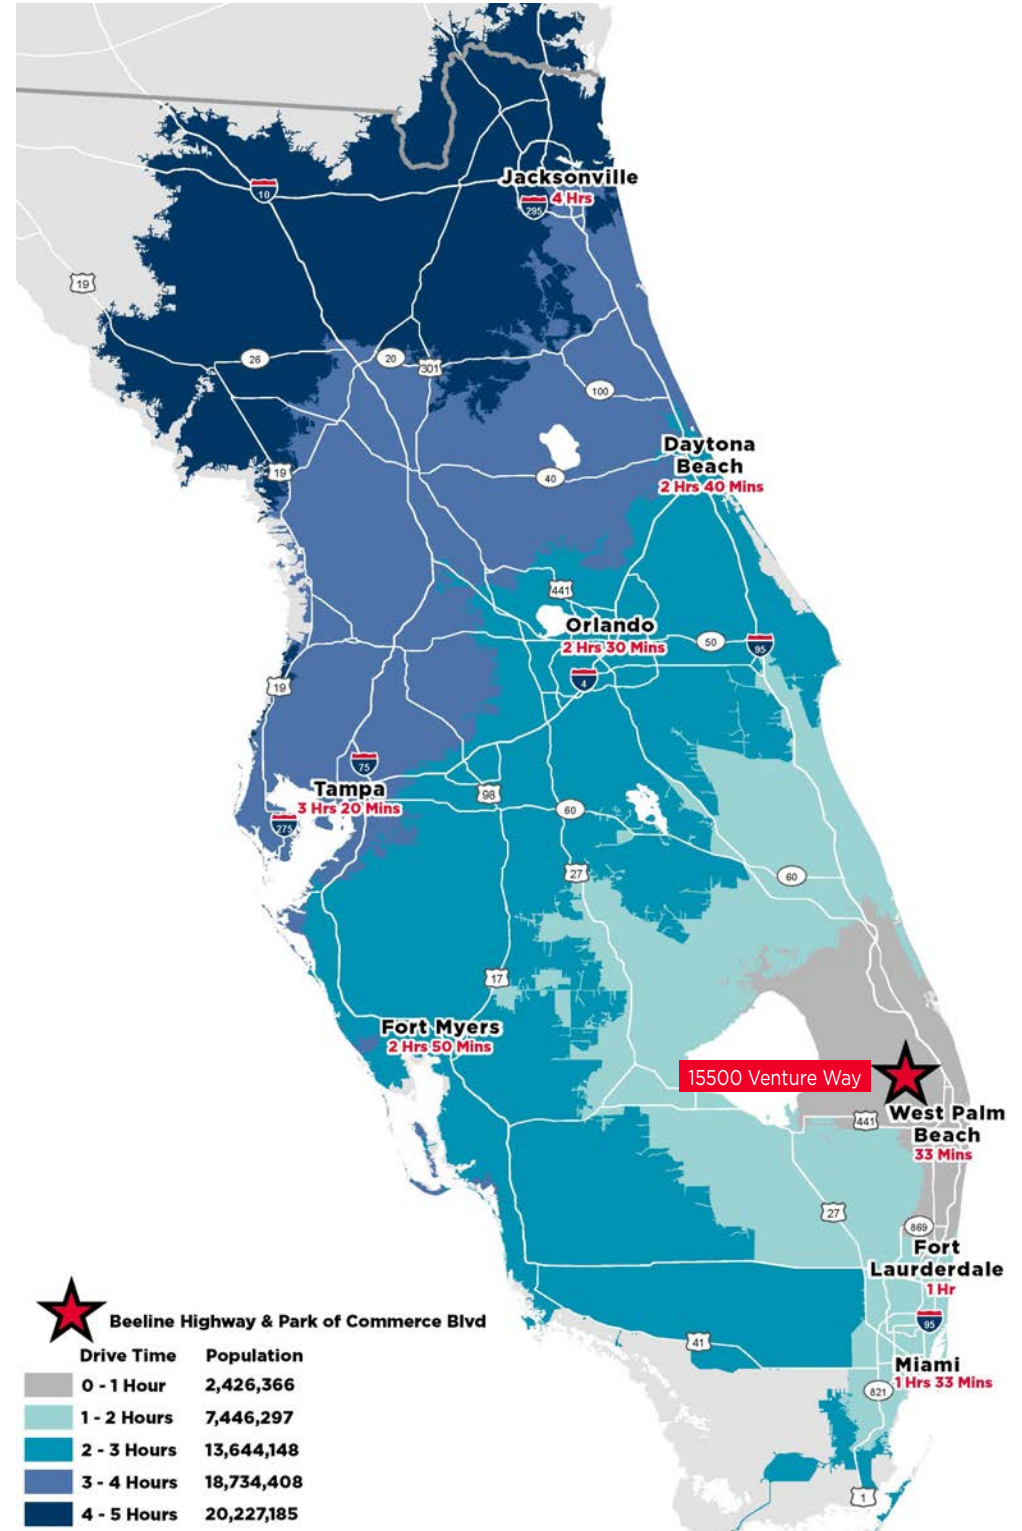 Jacksonville
4 Hrs
10
295
19
26
20
301
100
Daytona
Beach
2 Hrs 40 Mins
19
40
441
Orlando
2 Hrs 30 Mins
50
95
4
19
75
Tampa
3 Hrs 20 Mins
98
60
275
27
60
17
Fort Myers
2 Hrs 50 Mins
15500 Venture Way
441
West Palm
Beach
33 Mins
27
869
Fort
Laurderdale
1 Hr
95
41
Miami
1 Hrs 33 Mins
821
1
Beeline Highway & Park of Commerce Blvd
Drive Time Population
0 - 1 Hour 2,426,366
1 - 2 Hours 7,446,297
2 - 3 Hours 13,644,148
3 - 4 Hours 18,734,408
4 - 5 Hours 20,227,185